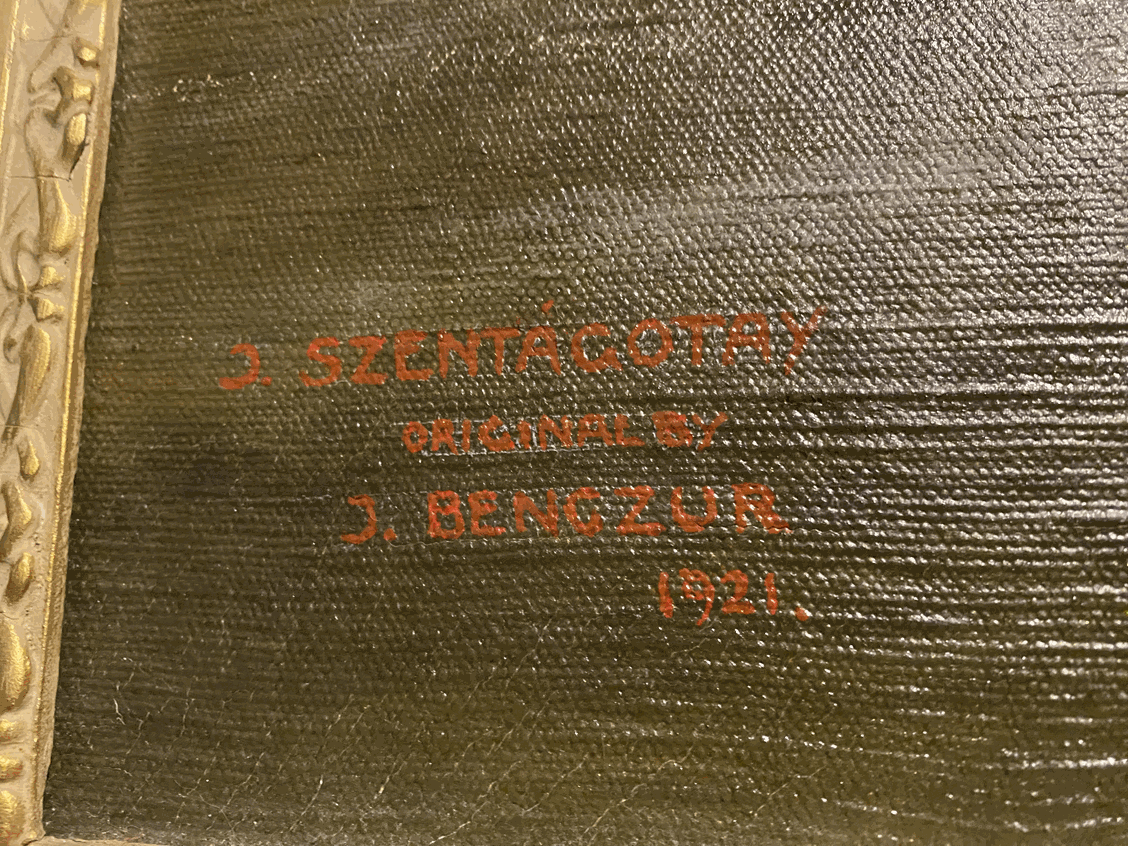 J. SZENTÁGOTAY
ORIGINAL BY
J. BENCZUR
1921.